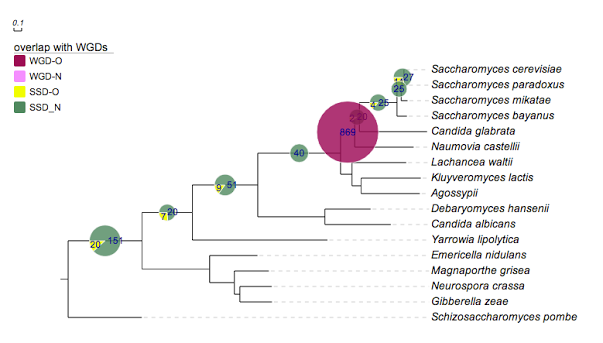 0.1
overlap with WGDs
WGD-O
WGD-N
SSD-O
SSD_N
27
Saccharomyces cerevisiae
25
Saccharomyces paradoxus
4 25
Saccharomyces mikatae
20
Saccharomyces bayanus
869
Candida glabrata
Naumovia castellii
40
Lachancea waltii
Kluyveromyces lactis
9 51
Agossypii
Debaryomyces hansenii
7 20
Candida albicans
Yarrowia lipolytica
20 151
Emericella nidulans
Magnaporthe grisea
Neurospora crassa
Gibberella zeae
Schizosaccharomyces pombe